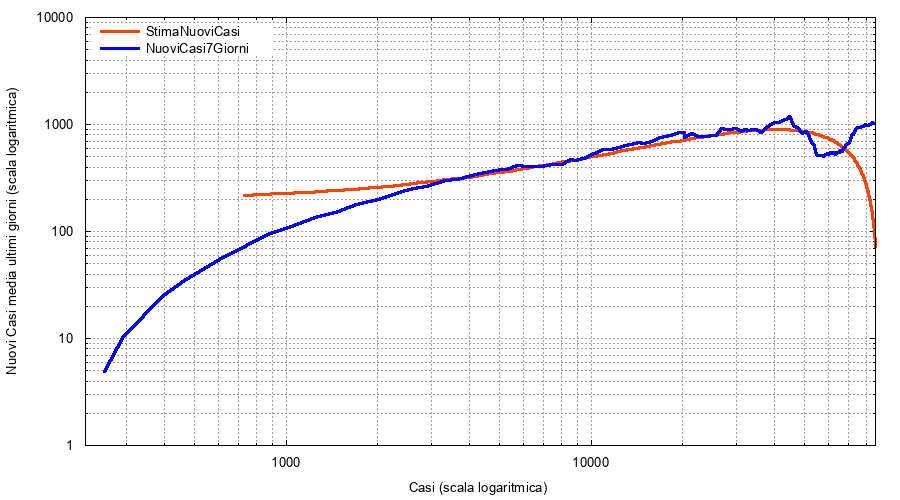 10000
StimaNuoviCasi
NuoviCasi7Giorni
1000
100
10
1
Nuovi Casi media ultimi giorni (scala logaritmica)
1000
10000
Casi (scala logaritmica)